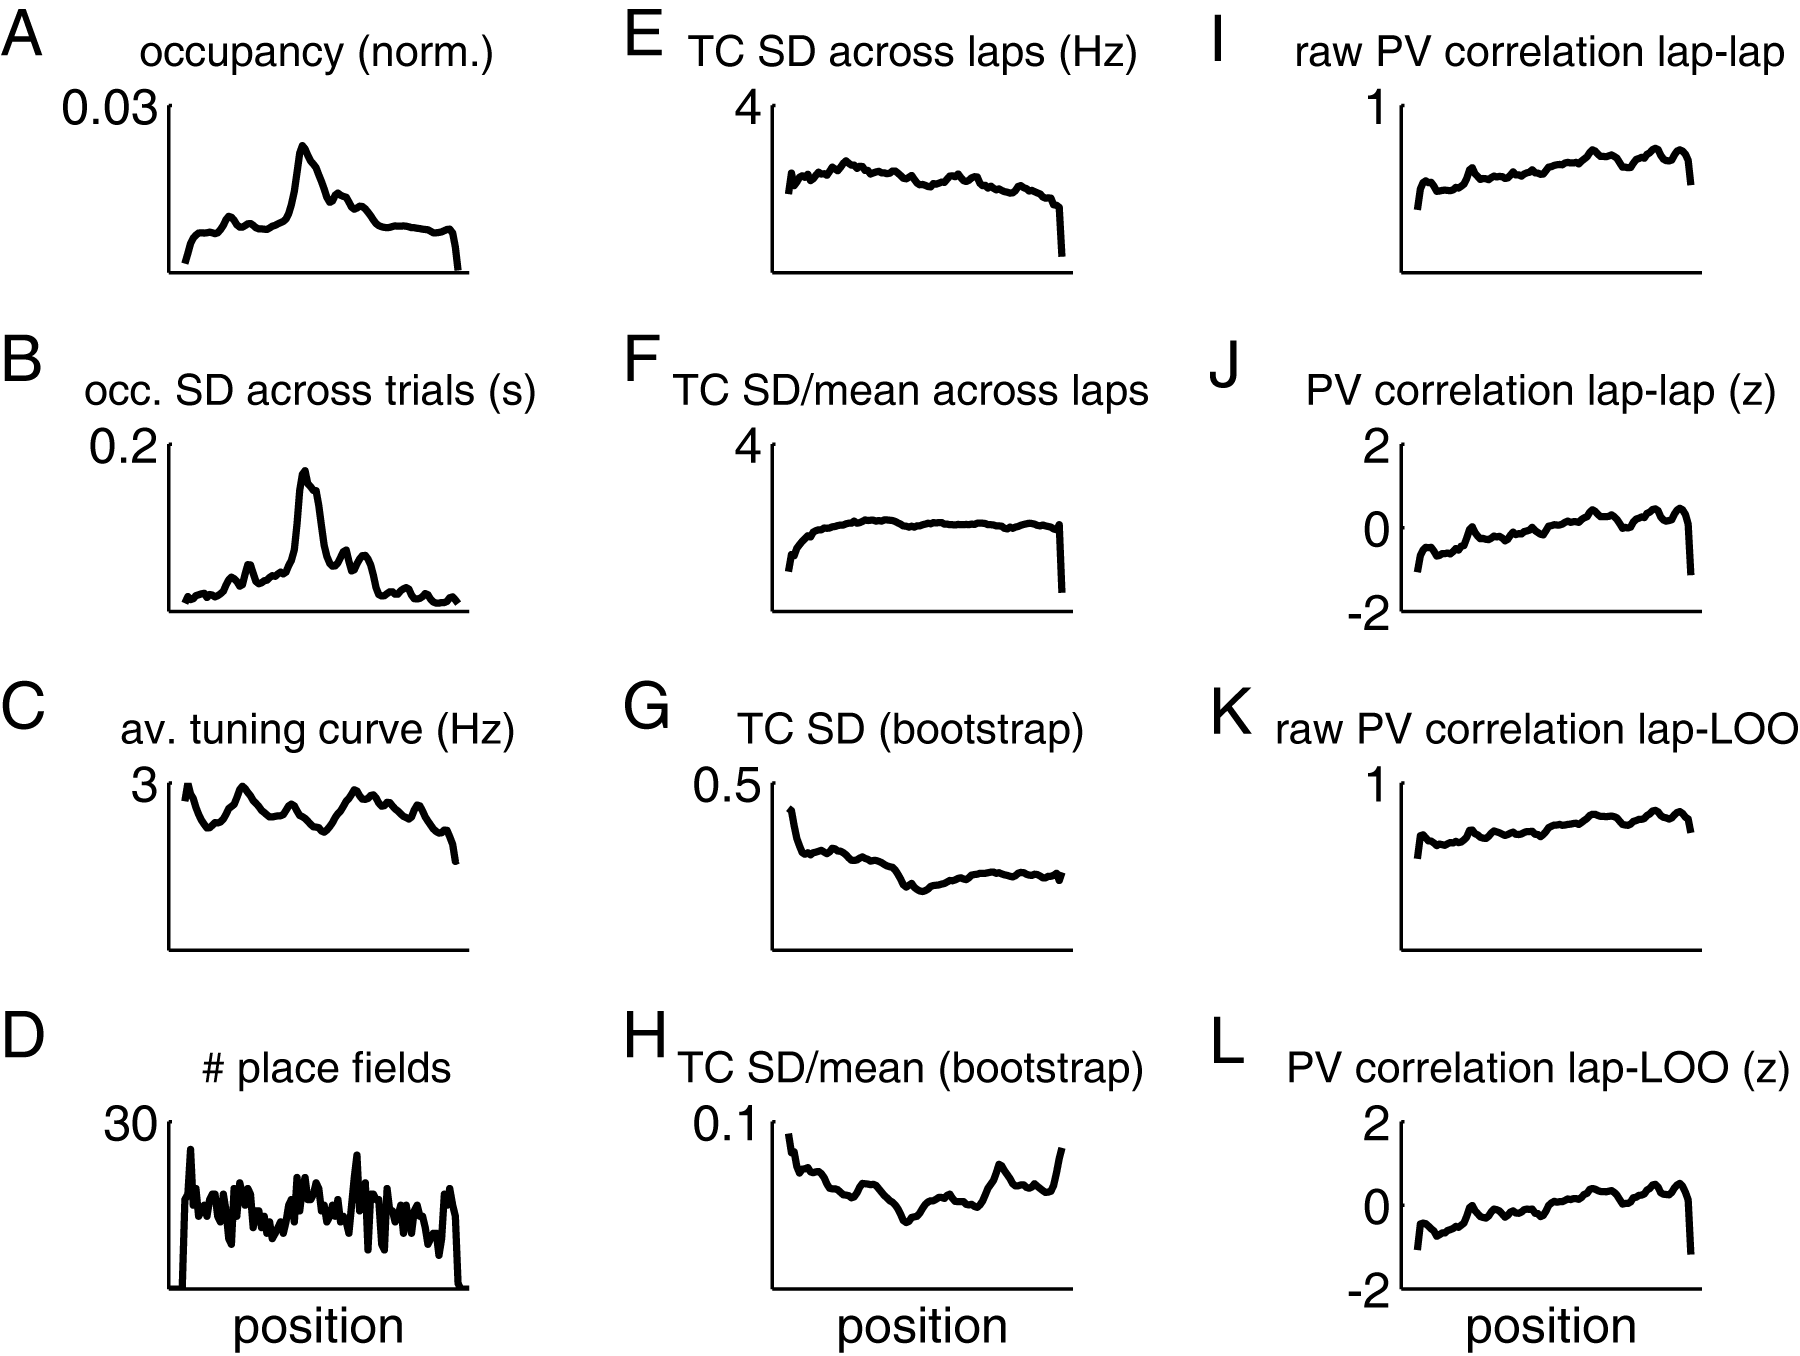 A
occupancy (norm.)
0.03
B
occ. SD across trials (s)
0.2
C
av. tuning curve (Hz)
3
D
# place fields
30
position
E
TC SD across laps (Hz)
4
F
TC SD/mean across laps
4
G
TC SD (bootstrap)
0.5
H
TC SD/mean (bootstrap)
0.1
position
I
raw PV correlation lap-lap
1
J
PV correlation lap-lap (z)
2
0
-2
K
raw PV correlation lap-LOO
1
L
PV correlation lap-LOO (z)
2
0
-2
position